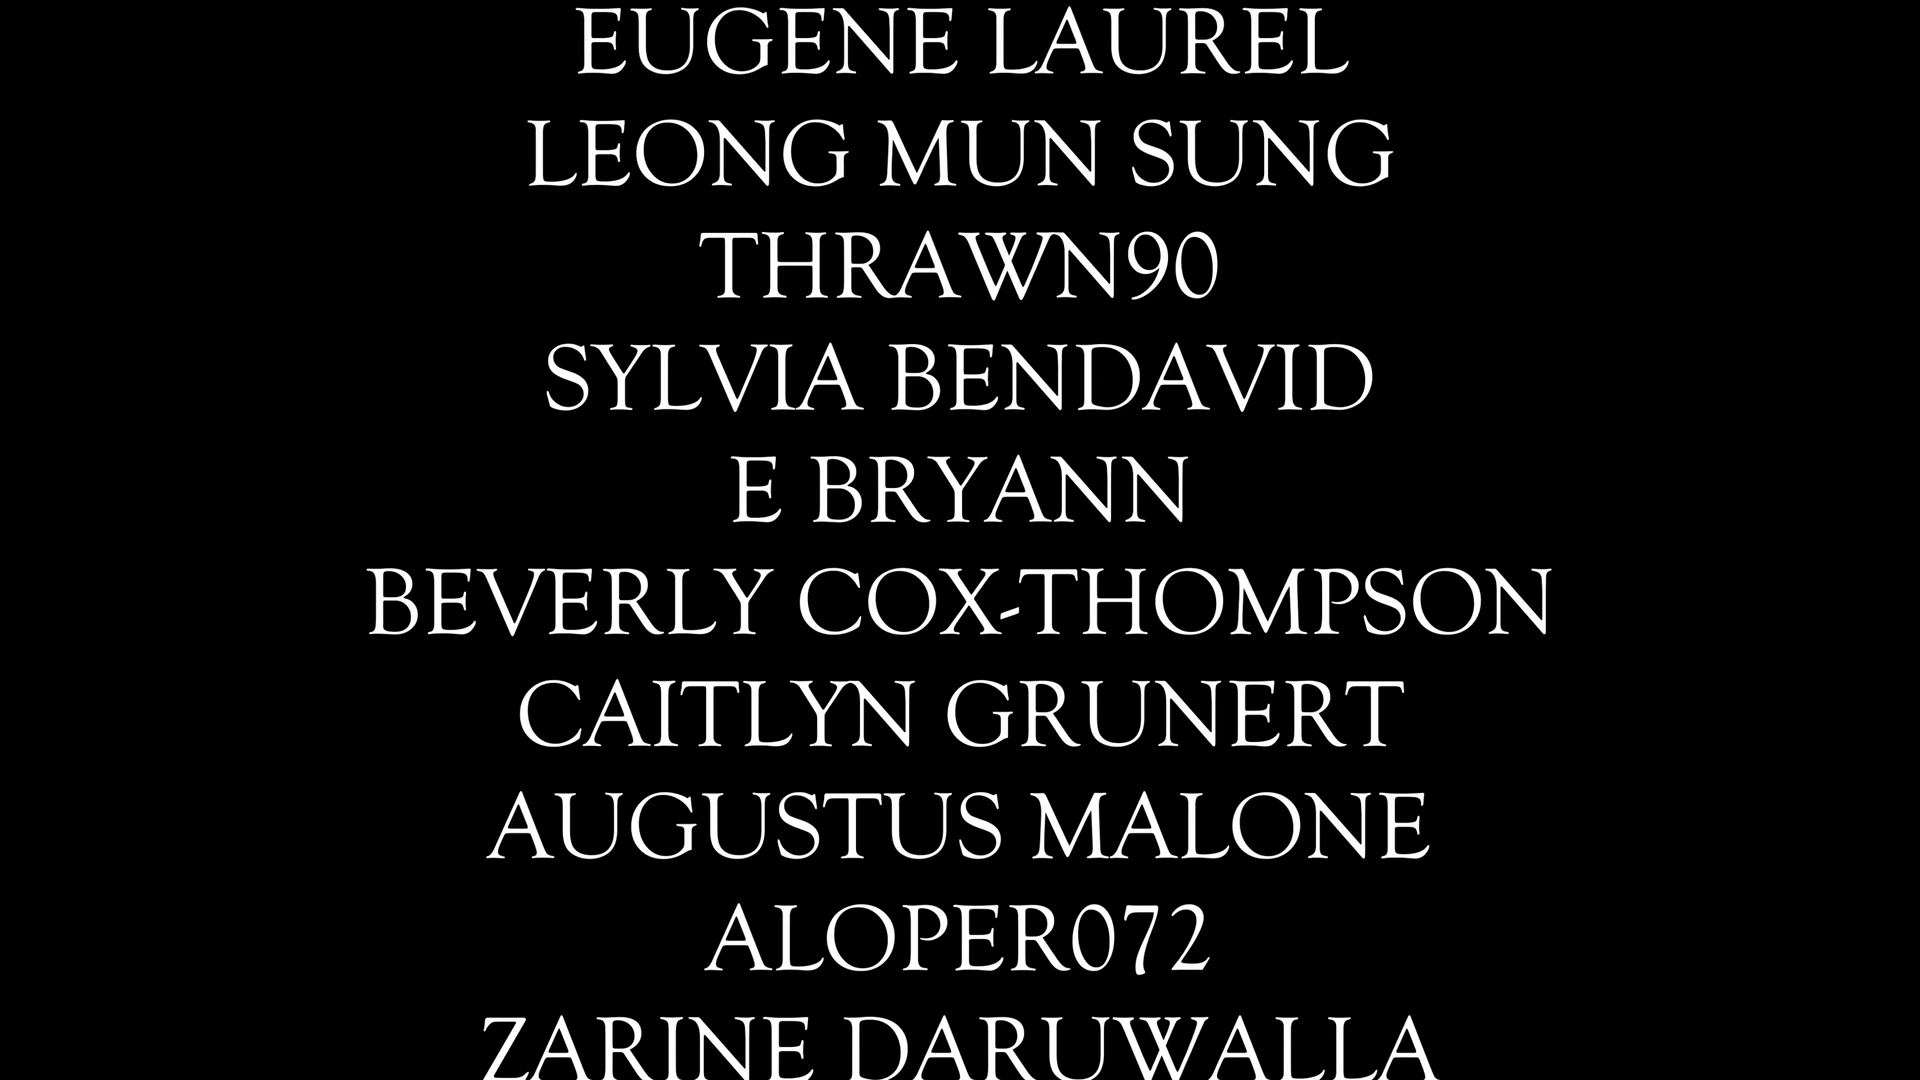 EUGENE LAUREL
LEONG MUN SUNG
THRAWN90
SYLVIA BENDAVID
E BRYANN
BEVERLY COX-THOMPSON
CAITLYN GRUNERT
AUGUSTUS MALONE
ALOPER072
ZARINE DARUWALLA